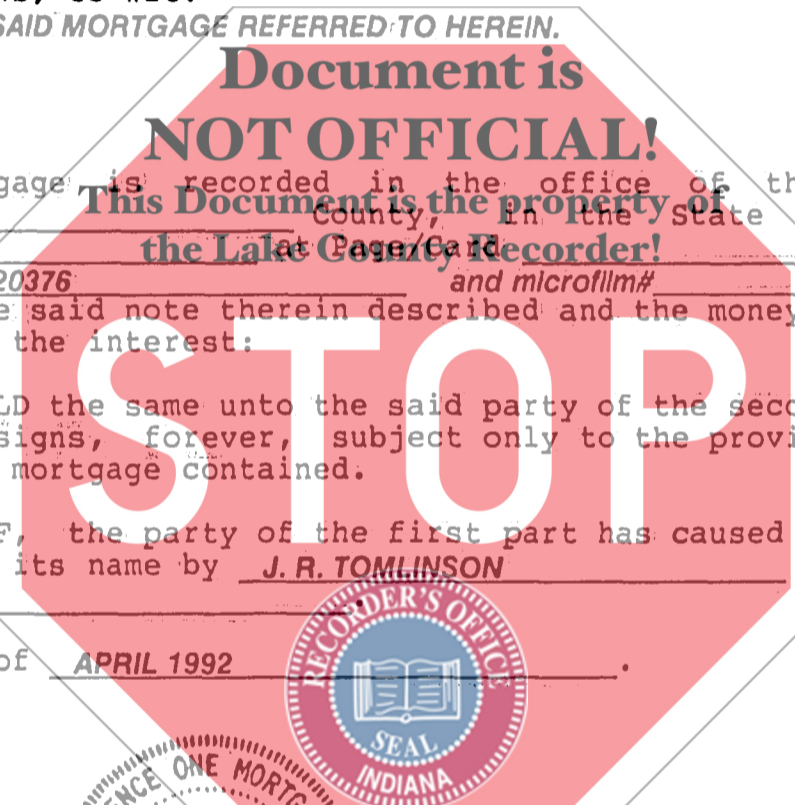 SAID MORTGAGE REFERRED TO HEREIN.
Document is
NOT OFFICIAL!
gage is recorded in the office of th
This Document is the property of
County, in the State
the Lake County Recorder!
at Page/Card
20376 and microfilm#
e said note therein described and the money
the interest:
STOP
LD the same unto the said party of the seco
signs, forever, subject only to the provi
mortgage contained.
F, the party of the first part has caused
its name by J. R. TOMLINSON
of APRIL 1992.
RECORDER'S OFFICE
SEAL
INDIANA
ENCE ONE MORTG